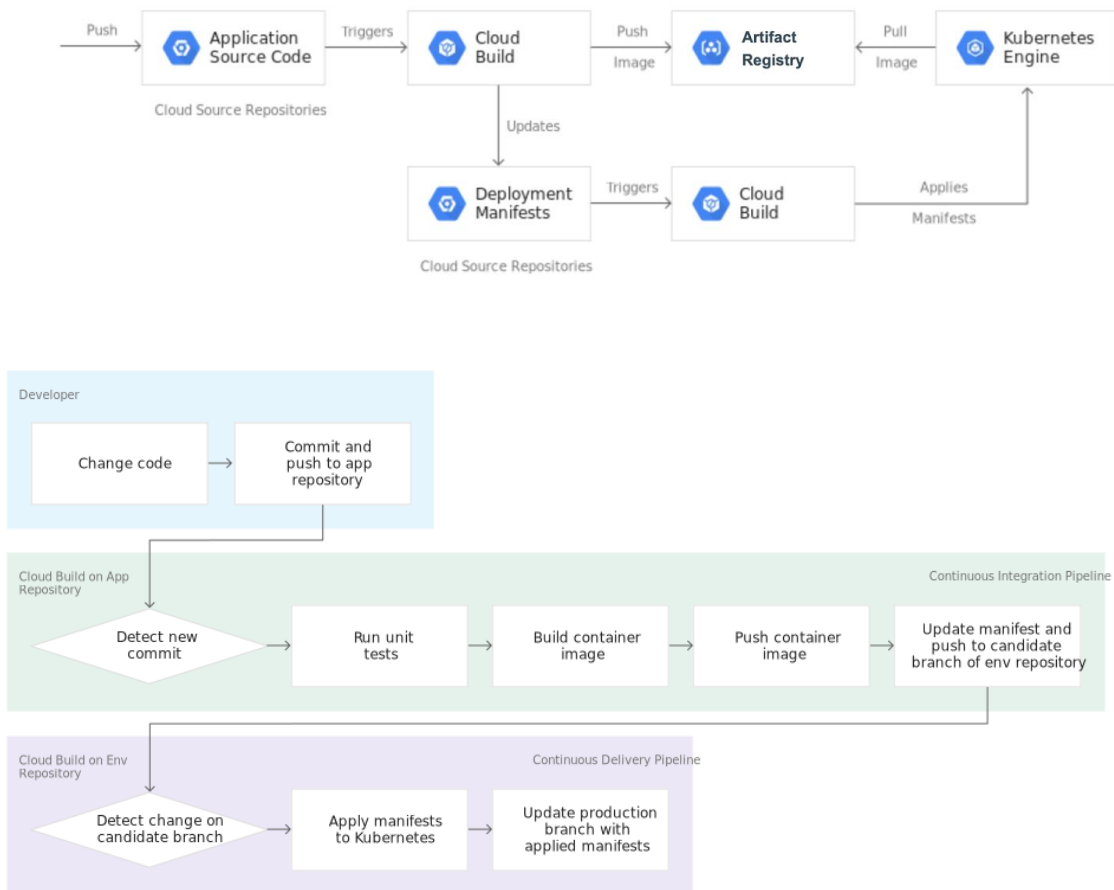 Push
Application
Source Code
Triggers
Cloud
Build
Push
Image
Artifact
Registry
Pull
Image
Kubernetes
Engine
Cloud Source Repositories
Updates
Deployment
Manifests
Triggers
Cloud
Build
Applies
Manifests
Cloud Source Repositories
Developer
Change code
Commit and
push to app
repository
Cloud Build on App
Repository
Continuous Integration Pipeline
Detect new
commit
Run unit
tests
Build container
image
Push container
image
Update manifest and
push to candidate
branch of env repository
Cloud Build on Env
Repository
Continuous Delivery Pipeline
Detect change on
candidate branch
Apply manifests
to Kubernetes
Update production
branch with
applied manifests